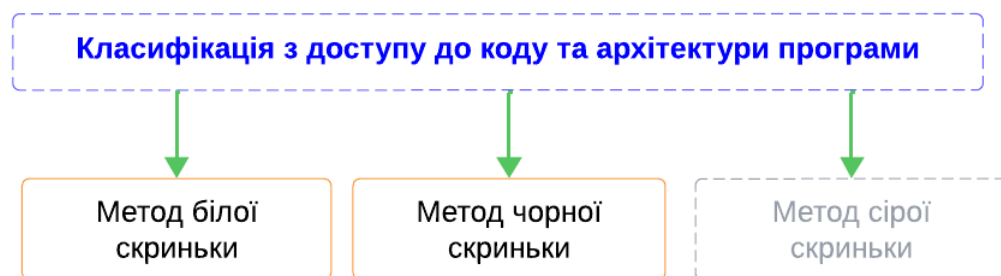 Класифікація з доступу до коду та архітектури програми
Метод білої
скриньки
Метод чорної
скриньки
Метод сірої
скриньки